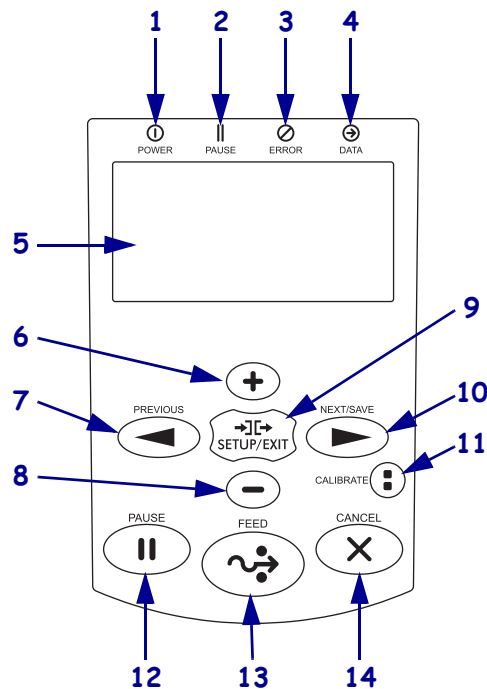 1 2 3 4
POWER PAUSE ERROR DATA
5
9
6
7 PREVIOUS NEXT/SAVE 10
SETUP/EXIT
11
8 CALIBRATE
PAUSE FEED CANCEL
12 13 14